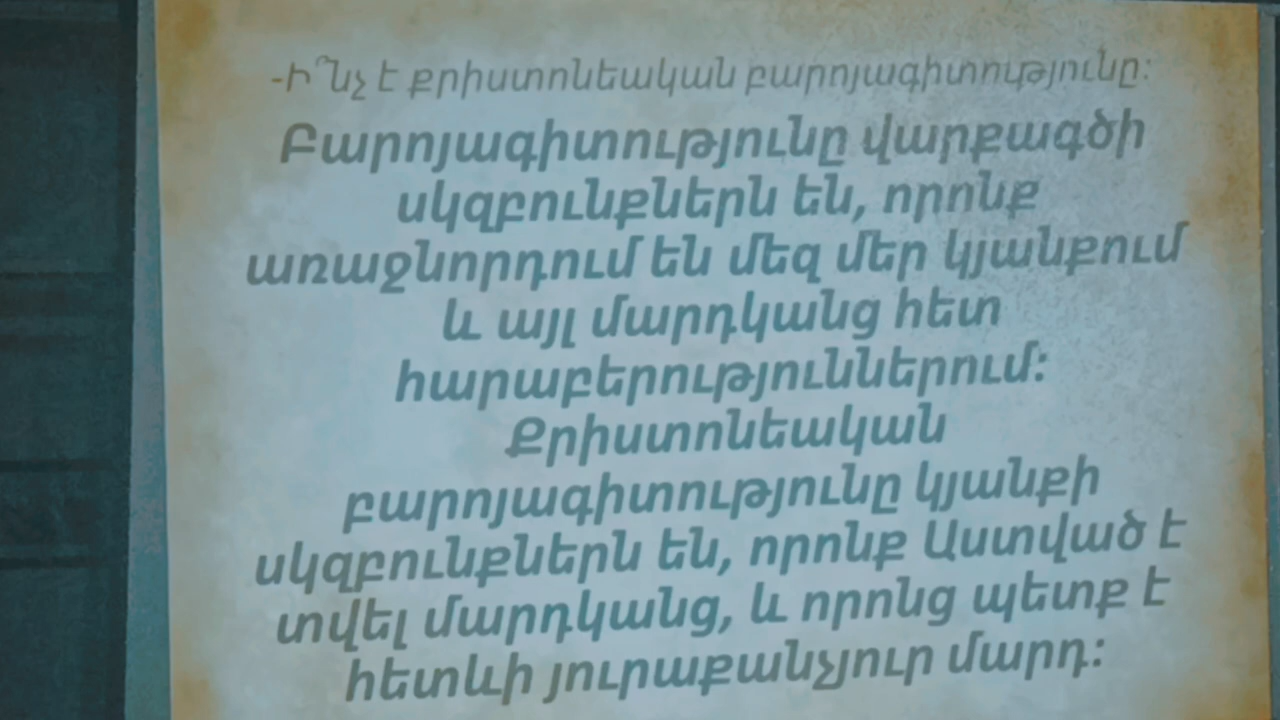 -Ի՞նչ է քրիստոնեական բարոյագիտությունը:
Բարոյագիտությունը վարքագծի
սկզբունքներն են, որոնք
առաջնորդում են մեզ մեր կյանքում
և այլ մարդկանց հետ
հարաբերություններում:
Քրիստոնեական
բարոյագիտությունը կյանքի
սկզբունքներն են, որոնք Աստված է
տվել մարդկանց, և որոնց պետք է
հետևի յուրաքանչյուր մարդ: